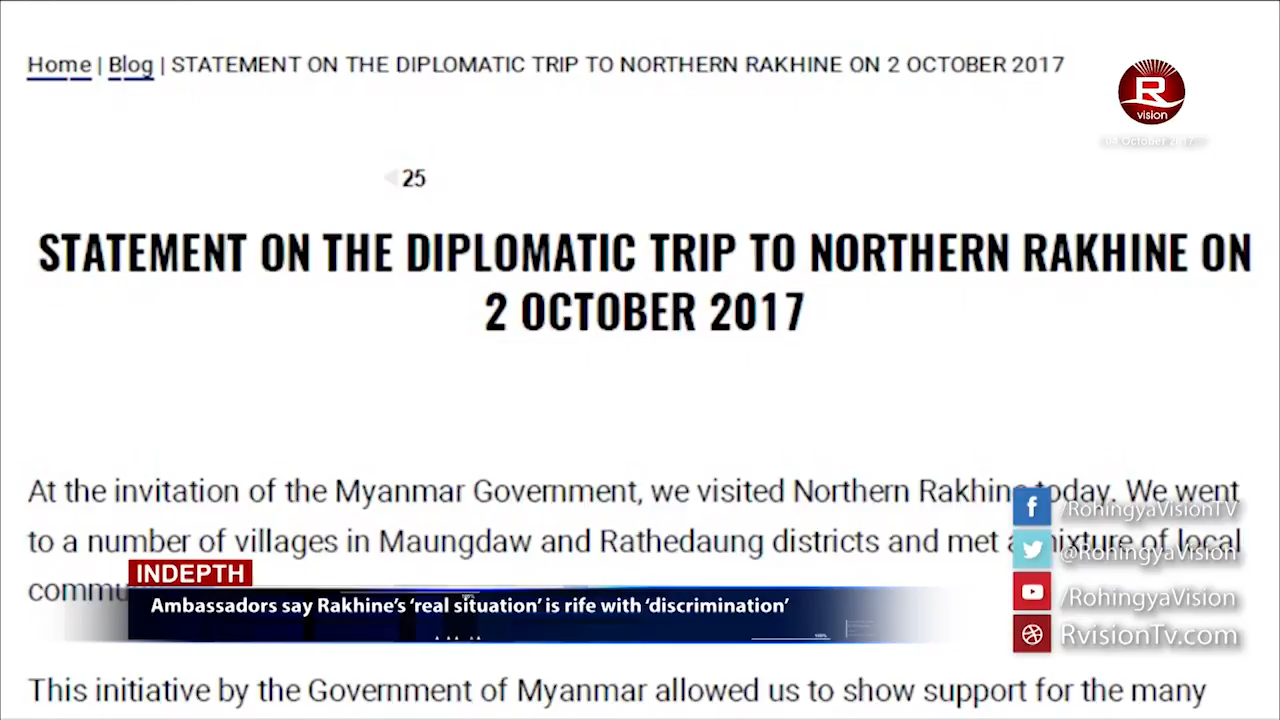 Home | Blog | STATEMENT ON THE DIPLOMATIC TRIP TO NORTHERN RAKHINE ON 2 OCTOBER 2017
R
vision
04 October 2017
25
STATEMENT ON THE DIPLOMATIC TRIP TO NORTHERN RAKHINE ON
2 OCTOBER 2017
At the invitation of the Myanmar Government, we visited Northern Rakhine today. We went
/RohingyaVisionTV
to a number of villages in Maungdaw and Rathedaung districts and met a mixture of local
@RohingyaVision
INDEPTH
Ambassadors say Rakhine's 'real situation' is rife with 'discrimination'
/RohingyaVision
RvisionTv.com
This initiative by the Government of Myanmar allowed us to show support for the many